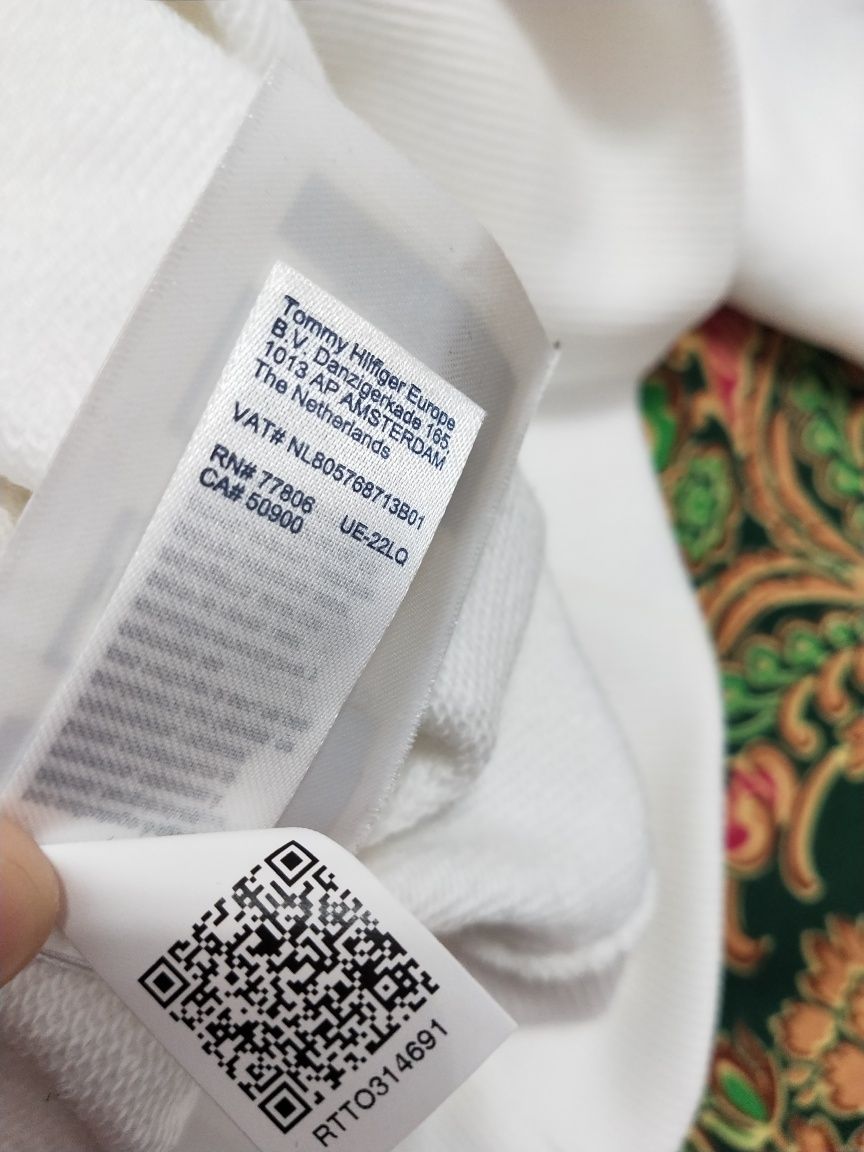 Tommy Hilfiger Europe
B.V. Danzigerkade 165,
1013 AP AMSTERDAM
The Netherlands
VAT# NL805768713B01
RN# 77806
CA# 50900 UE-22LQ
RTTO314691